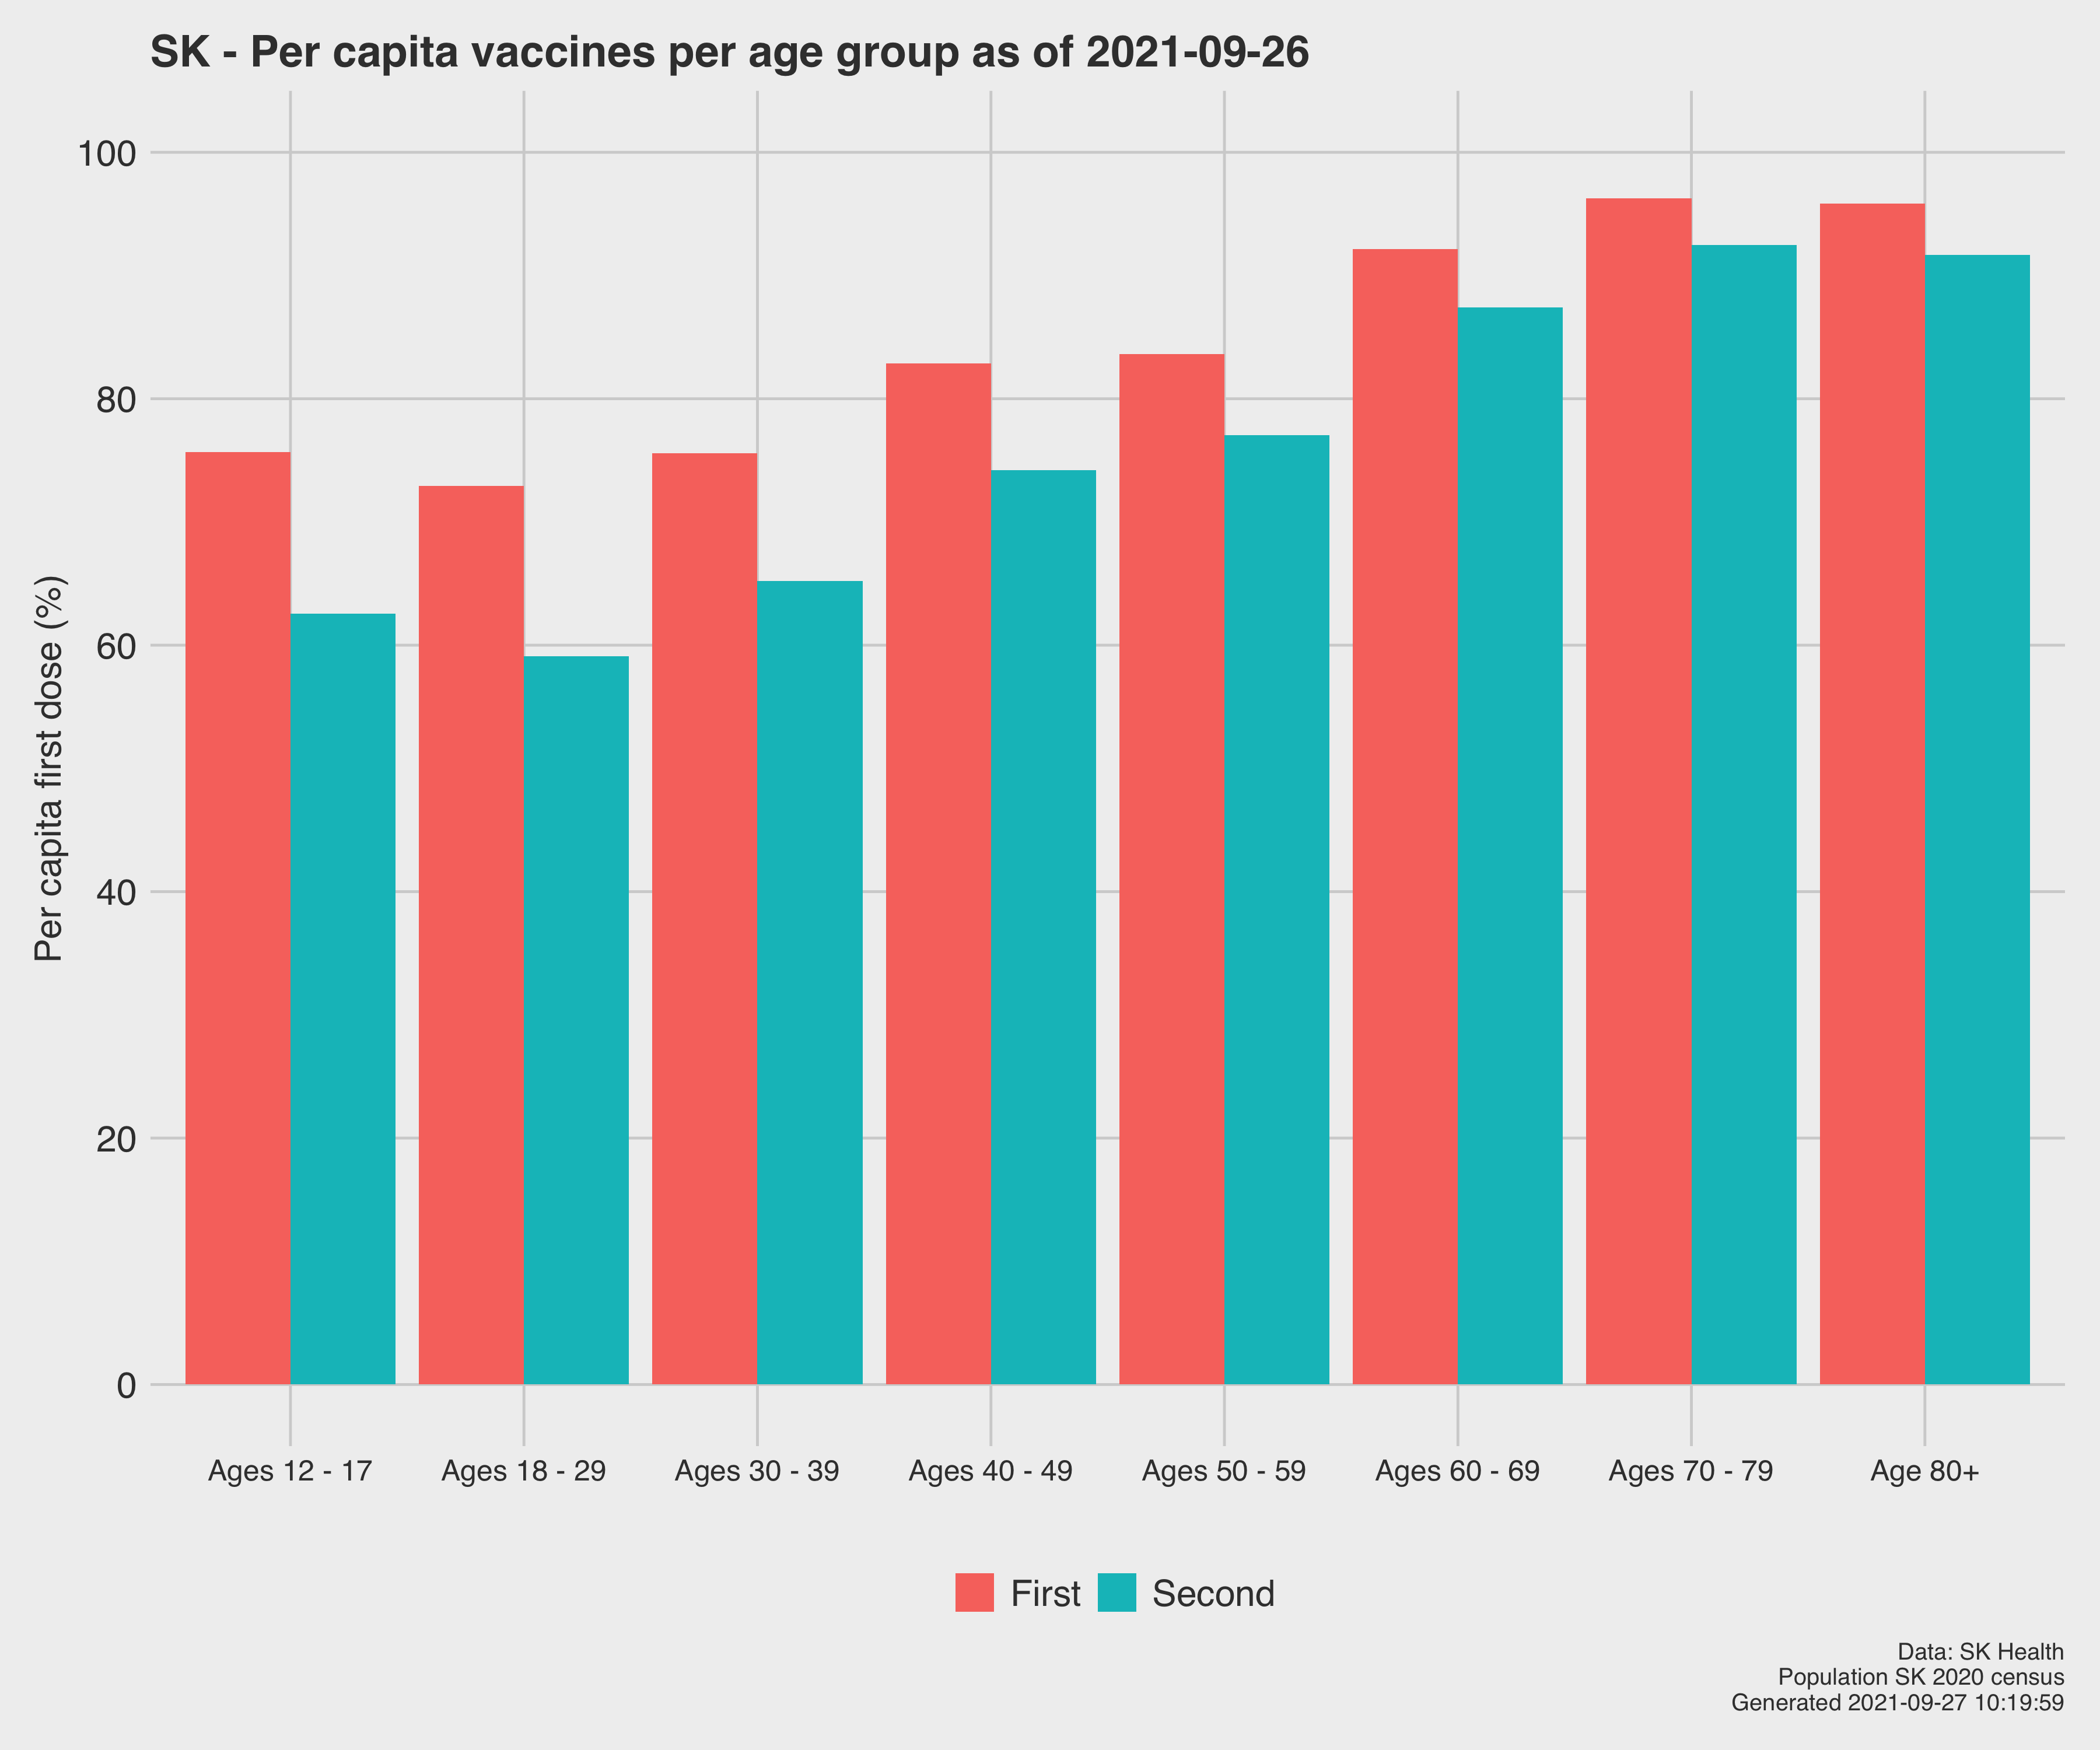 SK - Per capita vaccines per age group as of 2021-09-26
Per capita first dose (%)
100
80
60
40
20
0
Ages 12 - 17
Ages 18 - 29
Ages 30 - 39
Ages 40 - 49
Ages 50 - 59
Ages 60 - 69
Ages 70 - 79
Age 80+
First
Second
Data: SK Health
Population SK 2020 census
Generated 2021-09-27 10:19:59